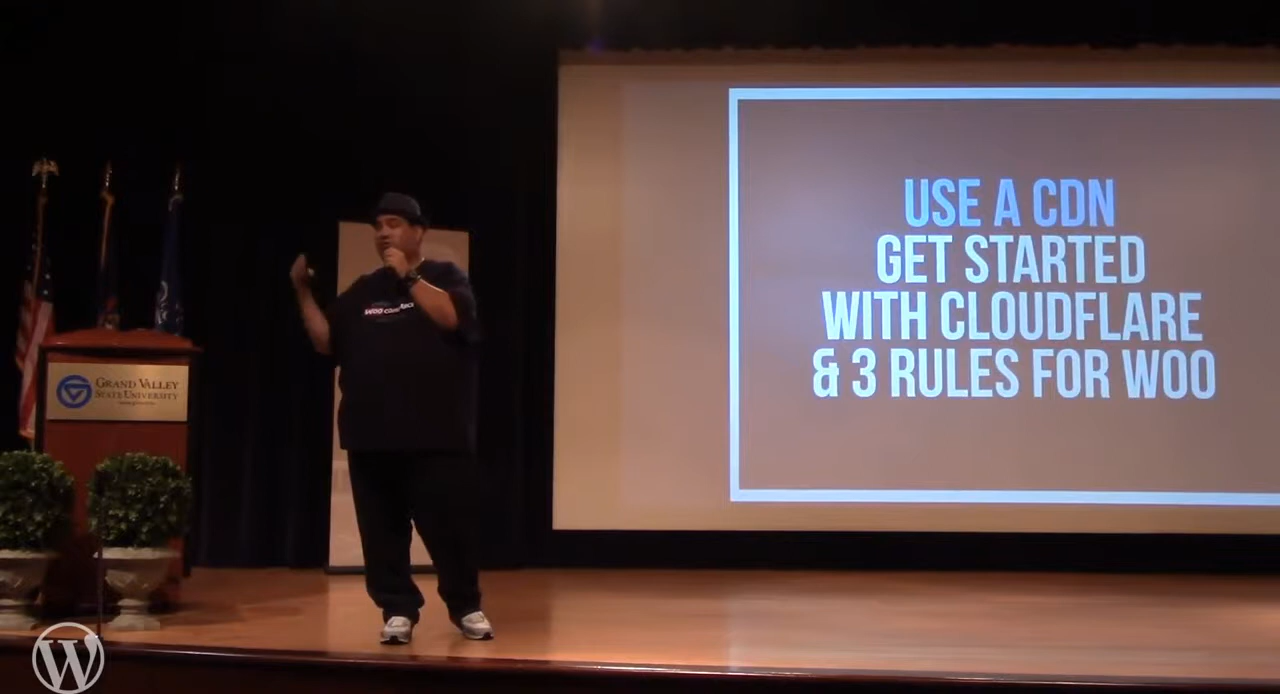 USE A CDN
GET STARTED
WITH CLOUDFLARE
& 3 RULES FOR WOO
GRAND VALLEY
STATE UNIVERSITY
W